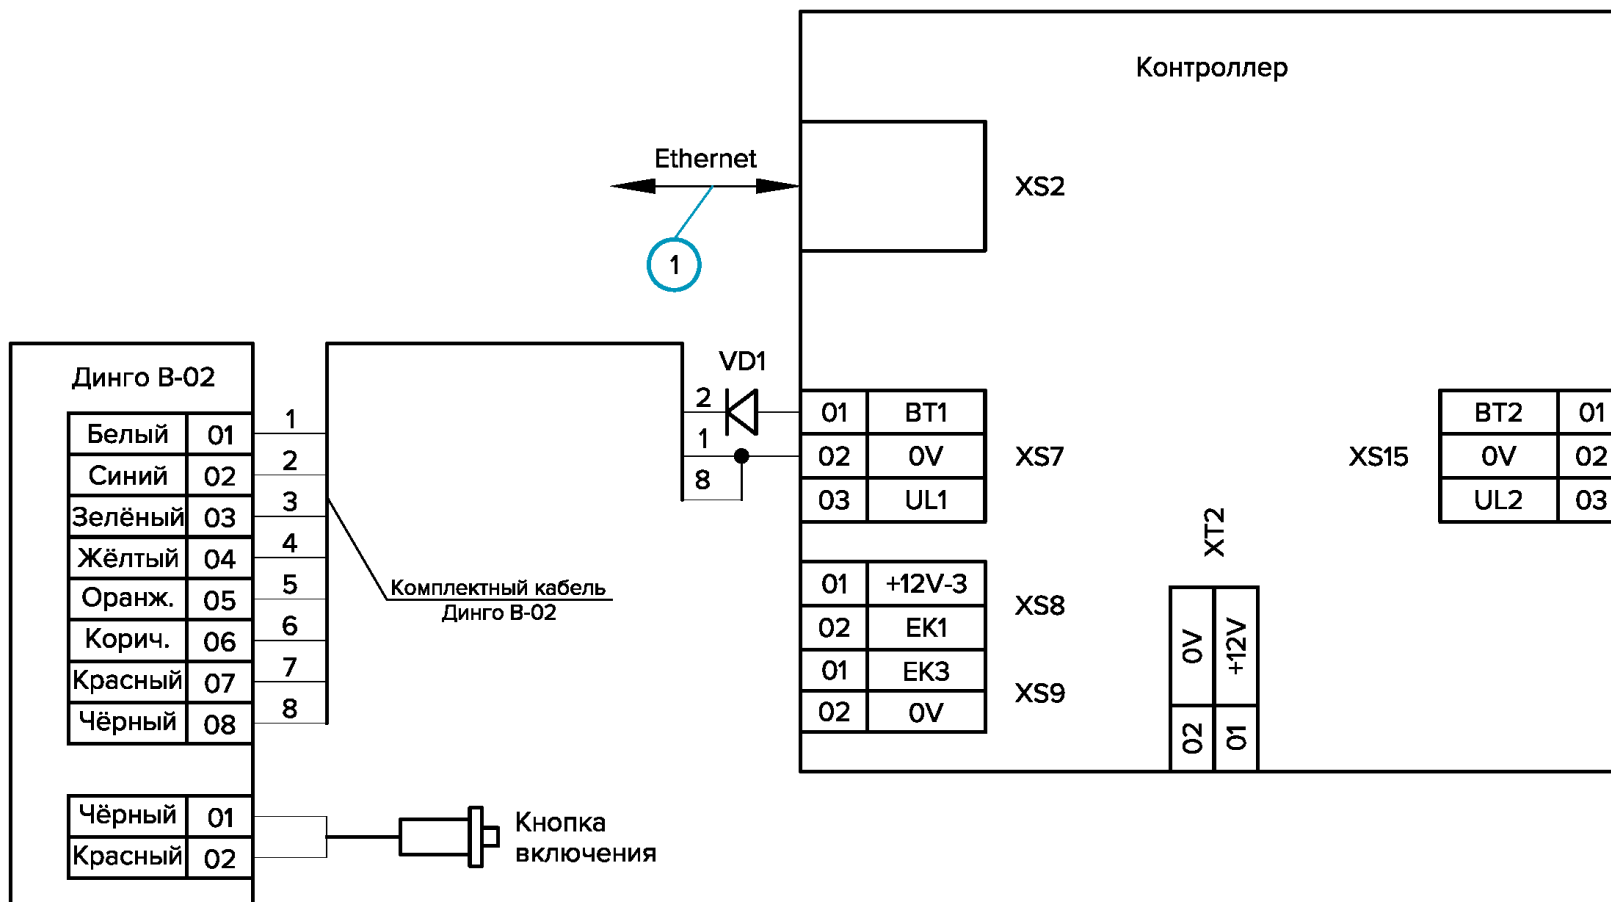 Контроллер
Ethernet
XS2
1
Динго В-02
Белый 01 1
Синий 02 2
Зелёный 03 3
Жёлтый 04 4
Оранж. 05 5
Корич. 06 6
Красный 07 7
Чёрный 08 8
Комплектный кабель
Динго В-02
VD1
2
1
8
01 BT1
02 0V
03 UL1
XS7
01 +12V-3
02 EK1
XS8
01 EK3
02 0V
XS9
XS15
BT2 01
0V 02
UL2 03
XT2
0V 02
+12V 01
Чёрный 01
Красный 02
Кнопка
включения